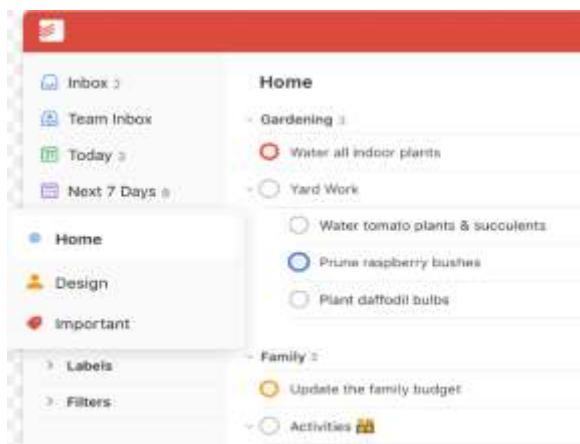 Inbox
Team Inbox
Today
Next 7 Days
Home
Design
Important
Labels
Filters
Home
Gardening
Water all indoor plants
Yard Work
Water tomato plants & succulents
Prune raspberry bushes
Plant daffodil bulbs
Family
Update the family budget
Activities